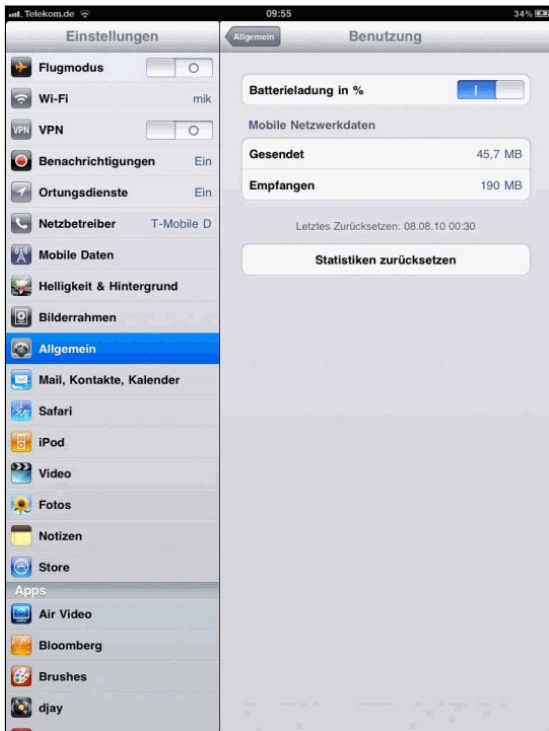 Telekom.de 09:55 34%
Einstellungen
Flugmodus
Wi-Fi mik
VPN VPN
Benachrichtigungen Ein
Ortungsdienste Ein
Netzbetreiber T-Mobile D
Mobile Daten
Helligkeit & Hintergrund
Bilderrahmen
Allgemein
Mail, Kontakte, Kalender
Safari
iPod
Video
Fotos
Notizen
Store
Apps
Air Video
Bloomberg
Brushes
djay
Allgemein Benutzung
Batterieladung in %
Mobile Netzwerkdaten
Gesendet 45,7 MB
Empfangen 190 MB
Letztes Zurücksetzen: 08.08.10 00:30
Statistiken zurücksetzen